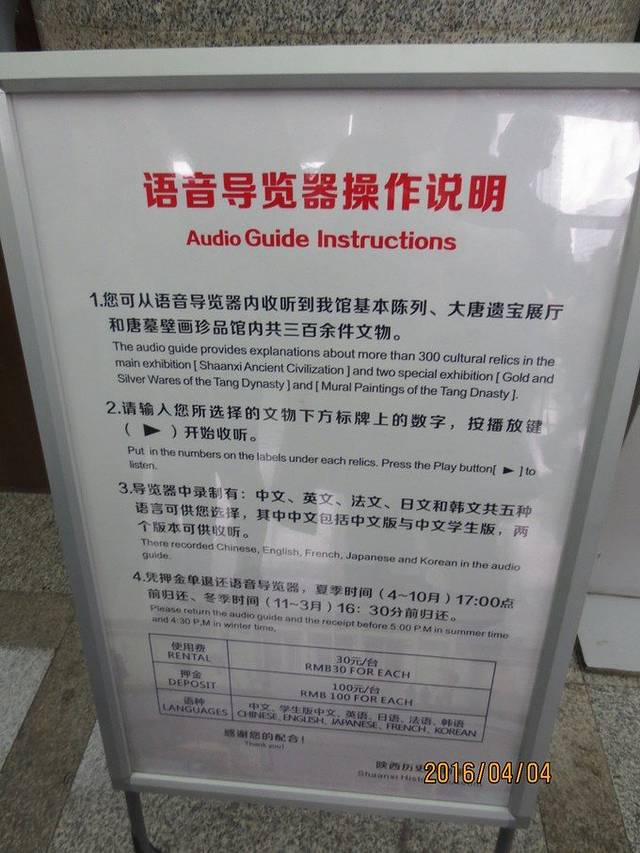 语音导览器操作说明
Audio Guide Instructions
1.您可从语音导览器内收听到我馆基本陈列、大唐遗宝展厅
和唐墓壁画珍品馆内共三百余件文物。
The audio guide provides explanations about more than 300 cultural relics in the
main exhibition [ Shaanxi Ancient Civilization ] and two special exhibition [ Gold and
Silver Wares of the Tang Dynasty ] and [ Mural Paintings of the Tang Dnasty ].
2.请输入您所选择的文物下方标牌上的数字，按播放键
（ ▶ ）开始收听。
Put in the numbers on the labels under each relics. Press the Play button[ ► ] to
listen.
3.导览器中录制有：中文、英文、法文、日文和韩文共五种
语言可供您选择，其中中文包括中文版与中文学生版，两
个版本可供收听。
There recorded Chinese, English, French, Japanese and Korean in the audio
guide.
4.凭押金单退还语音导览器，夏季时间（4~10月）17:00点
前归还、冬季时间（11~3月）16：30分前归还。
Please return the audio guide and the receipt before 5:00 P.M in summer time
and 4:30 P.M in winter time.
使用费 30元/台
RENTAL RMB30 FOR EACH
押金 100元/台
DEPOSIT RMB 100 FOR EACH
语种 中文、学生版中文、英语、日语、法语、韩语
LANGUAGES CHINESE, ENGLISH, JAPANESE, FRENCH, KOREAN
感谢您的配合！
Thank you!
陕西历史
Shaanxi
2016/04/04